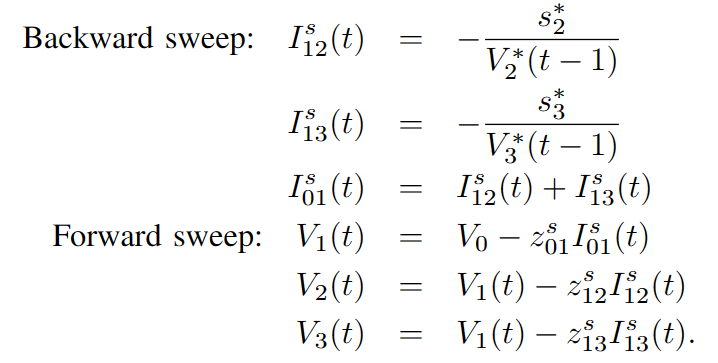 Backward sweep: I^s_{12}(t) = -\frac{s^*_2}{V^*_2(t-1)}
I^s_{13}(t) = -\frac{s^*_3}{V^*_3(t-1)}
I^s_{01}(t) = I^s_{12}(t) + I^s_{13}(t)
Forward sweep: V_1(t) = V_0 - z^s_{01} I^s_{01}(t)
V_2(t) = V_1(t) - z^s_{12} I^s_{12}(t)
V_3(t) = V_1(t) - z^s_{13} I^s_{13}(t).